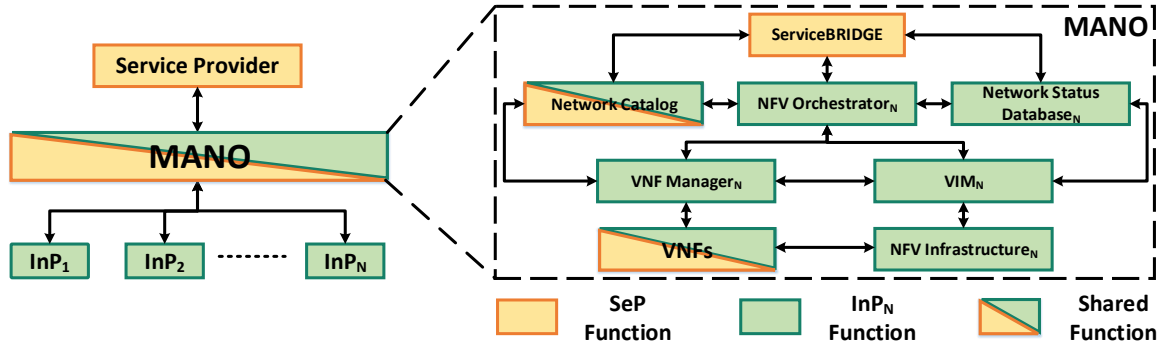 Service Provider
MANO
InP1
InP2
InPN
MANO
ServiceBRIDGE
Network Catalog
NFV OrchestratorN
Network Status
DatabaseN
VNF ManagerN
VIMN
VNFs
NFV InfrastructureN
SeP
Function
InPN
Function
Shared
Function